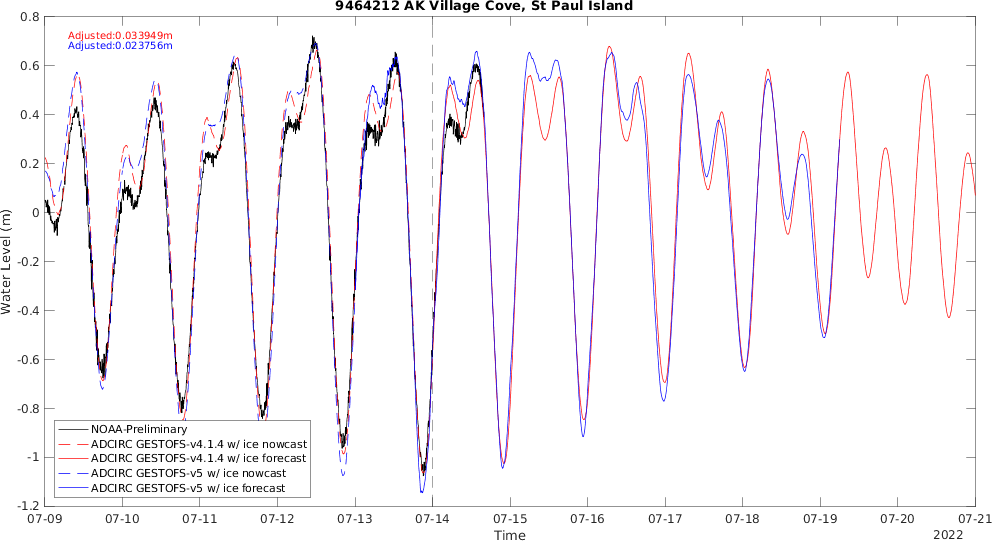 9464212 AK Village Cove, St Paul Island
Adjusted:0.033949m
Adjusted:0.023756m
0.8
0.6
0.4
0.2
0
-0.2
-0.4
-0.6
-0.8
-1
-1.2
Water Level (m)
NOAA-Preliminary
ADCIRC GESTOFS-v4.1.4 w/ ice nowcast
ADCIRC GESTOFS-v4.1.4 w/ ice forecast
ADCIRC GESTOFS-v5 w/ ice nowcast
ADCIRC GESTOFS-v5 w/ ice forecast
07-09 07-10 07-11 07-12 07-13 07-14 07-15 07-16 07-17 07-18 07-19 07-20 07-21
Time
2022